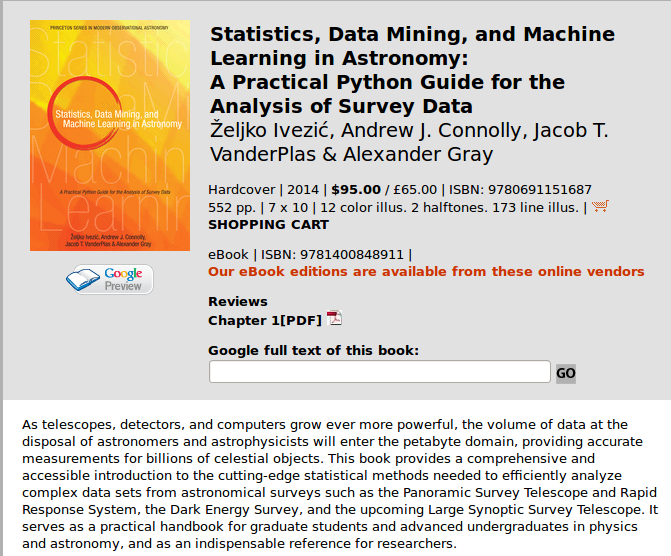 PRINCETON SERIES IN MODERN OBSERVATIONAL ASTRONOMY
Statistics, Data Mining, and
Machine Learning in Astronomy
A Practical Python Guide for the Analysis of Survey Data
Željko Ivezić, Andrew J. Connolly,
Jacob T. VanderPlas & Alexander Gray
Google
Preview
Statistics, Data Mining, and Machine
Learning in Astronomy:
A Practical Python Guide for the
Analysis of Survey Data
Željko Ivezić, Andrew J. Connolly, Jacob T.
VanderPlas & Alexander Gray
Hardcover | 2014 | $95.00 / £65.00 | ISBN: 9780691151687
552 pp. | 7 x 10 | 12 color illus. 2 halftones. 173 line illus. |
SHOPPING CART
eBook | ISBN: 9781400848911 |
Our eBook editions are available from these online vendors
Reviews
Chapter 1[PDF]
Google full text of this book:
GO
As telescopes, detectors, and computers grow ever more powerful, the volume of data at the
disposal of astronomers and astrophysicists will enter the petabyte domain, providing accurate
measurements for billions of celestial objects. This book provides a comprehensive and
accessible introduction to the cutting-edge statistical methods needed to efficiently analyze
complex data sets from astronomical surveys such as the Panoramic Survey Telescope and Rapid
Response System, the Dark Energy Survey, and the upcoming Large Synoptic Survey Telescope. It
serves as a practical handbook for graduate students and advanced undergraduates in physics
and astronomy, and as an indispensable reference for researchers.